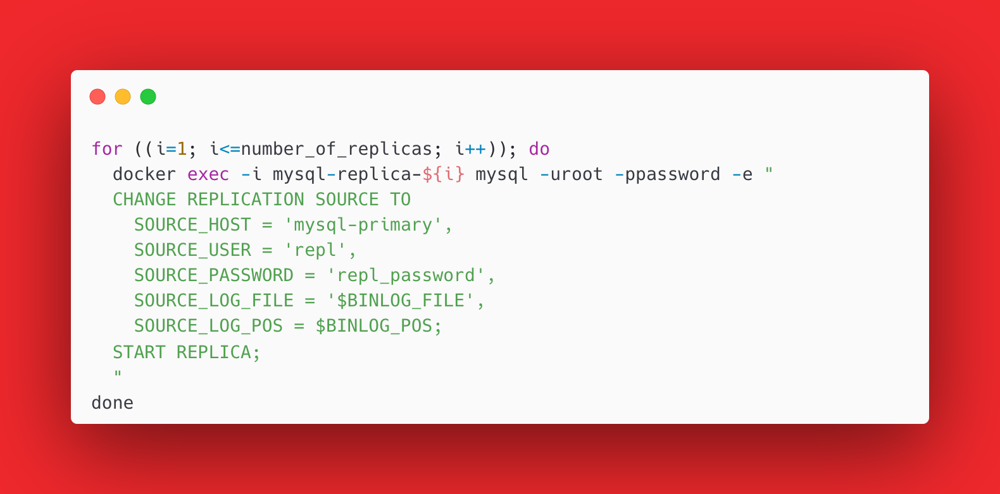 for ((i=1; i<=number_of_replicas; i++)); do
  docker exec -i mysql-replica-${i} mysql -uroot -ppassword -e "
  CHANGE REPLICATION SOURCE TO
    SOURCE_HOST = 'mysql-primary',
    SOURCE_USER = 'repl',
    SOURCE_PASSWORD = 'repl_password',
    SOURCE_LOG_FILE = '$BINLOG_FILE',
    SOURCE_LOG_POS = $BINLOG_POS;
  START REPLICA;
  "
done